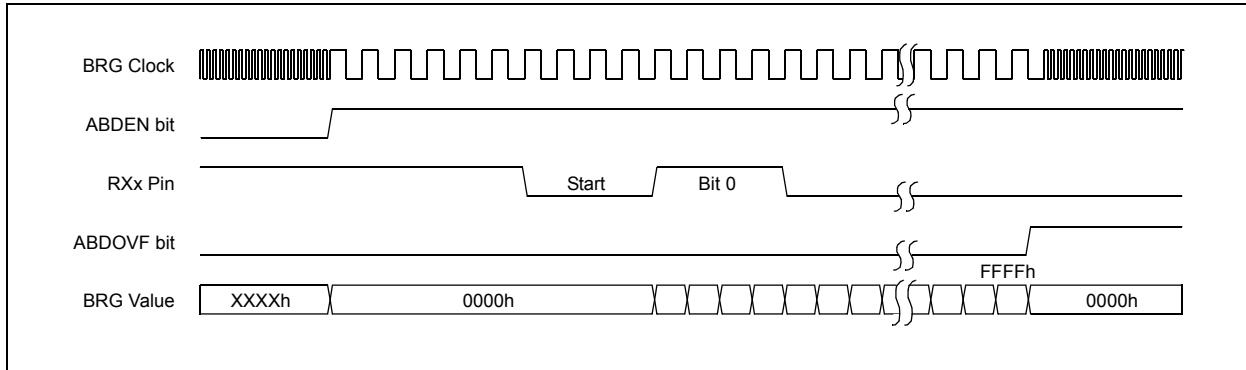 BRG Clock
ABDEN bit
RXx Pin
Start
Bit 0
ABDOVF bit
FFFFh
BRG Value
XXXXh
0000h
0000h